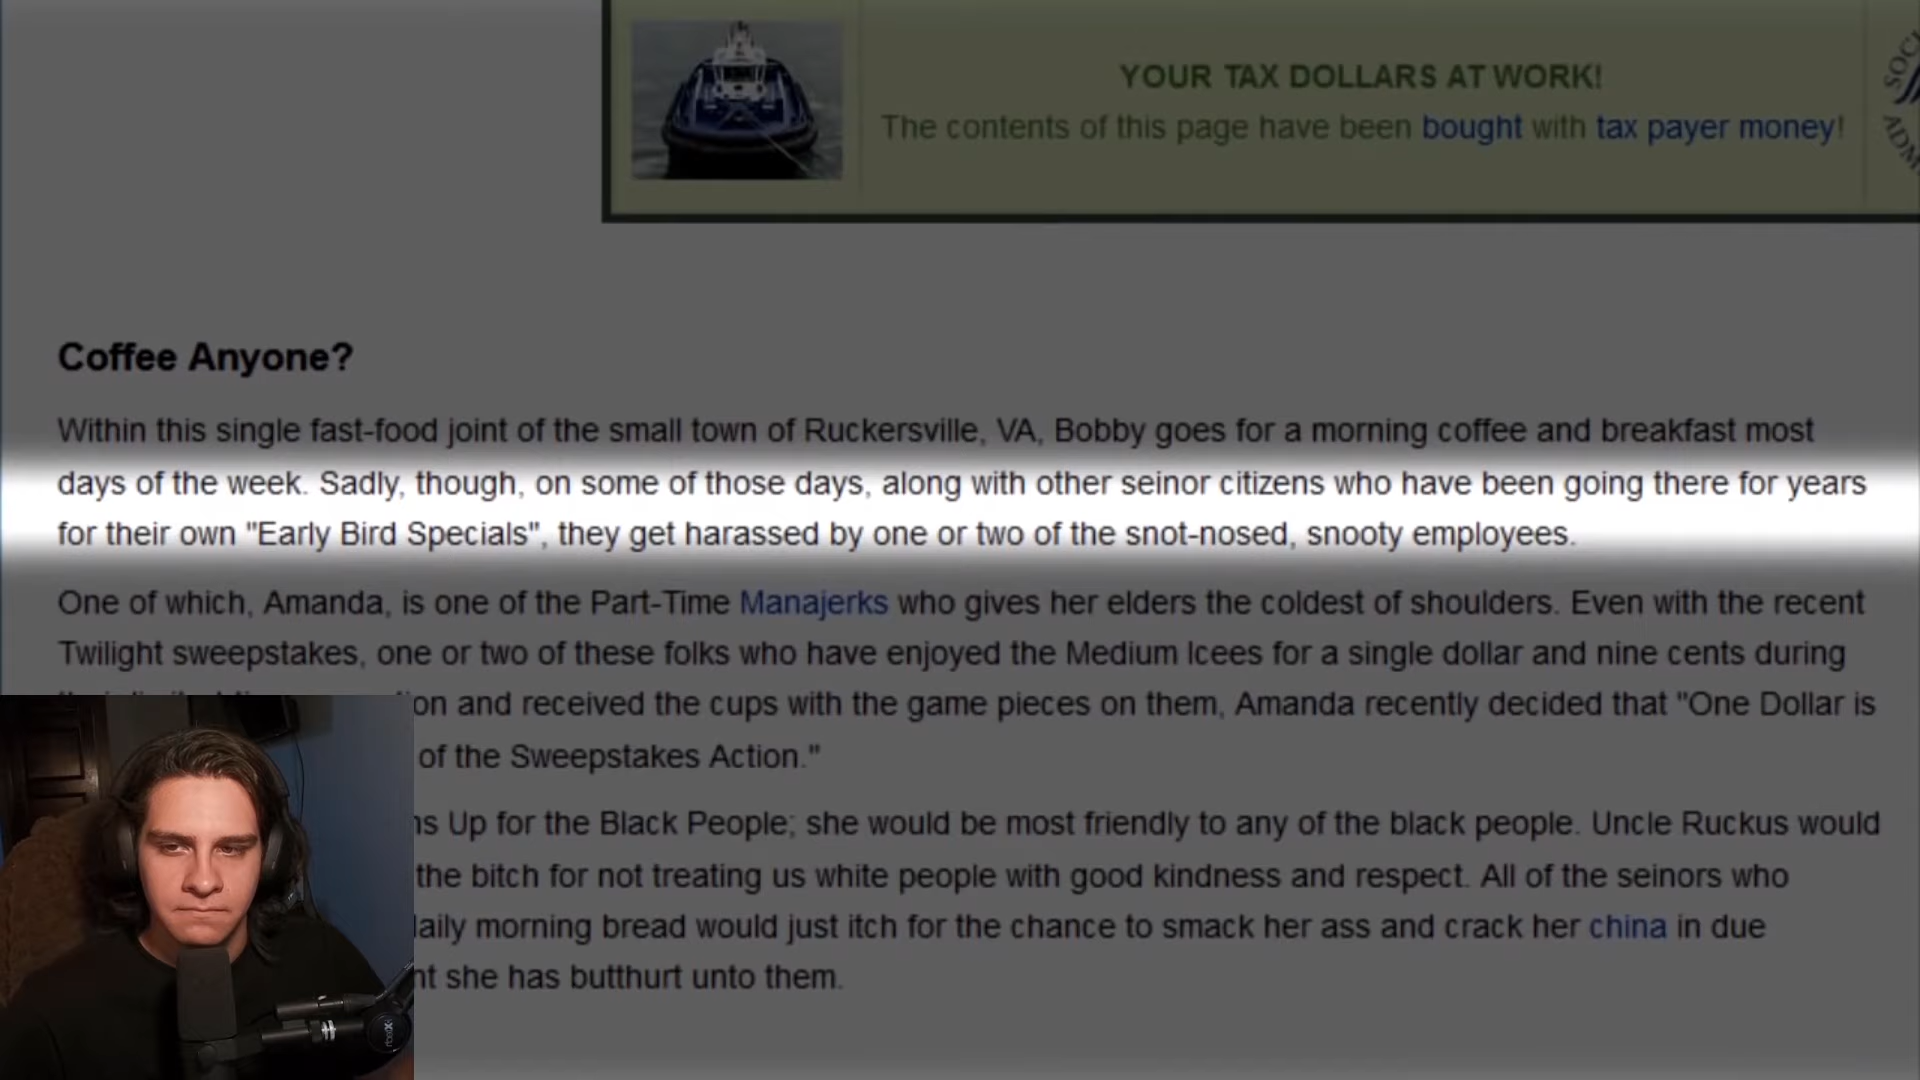 YOUR TAX DOLLARS AT WORK!
The contents of this page have been bought with tax payer money!
Coffee Anyone?
Within this single fast-food joint of the small town of Ruckersville, VA, Bobby goes for a morning coffee and breakfast most
days of the week. Sadly, though, on some of those days, along with other seinor citizens who have been going there for years
for their own "Early Bird Specials", they get harassed by one or two of the snot-nosed, snooty employees.
One of which, Amanda, is one of the Part-Time Manajerks who gives her elders the coldest of shoulders. Even with the recent
Twilight sweepstakes, one or two of these folks who have enjoyed the Medium Icees for a single dollar and nine cents during
and received the cups with the game pieces on them, Amanda recently decided that "One Dollar is
of the Sweepstakes Action."
Up for the Black People; she would be most friendly to any of the black people. Uncle Ruckus would
the bitch for not treating us white people with good kindness and respect. All of the seinors who
morning bread would just itch for the chance to smack her ass and crack her china in due
she has butthurt unto them.